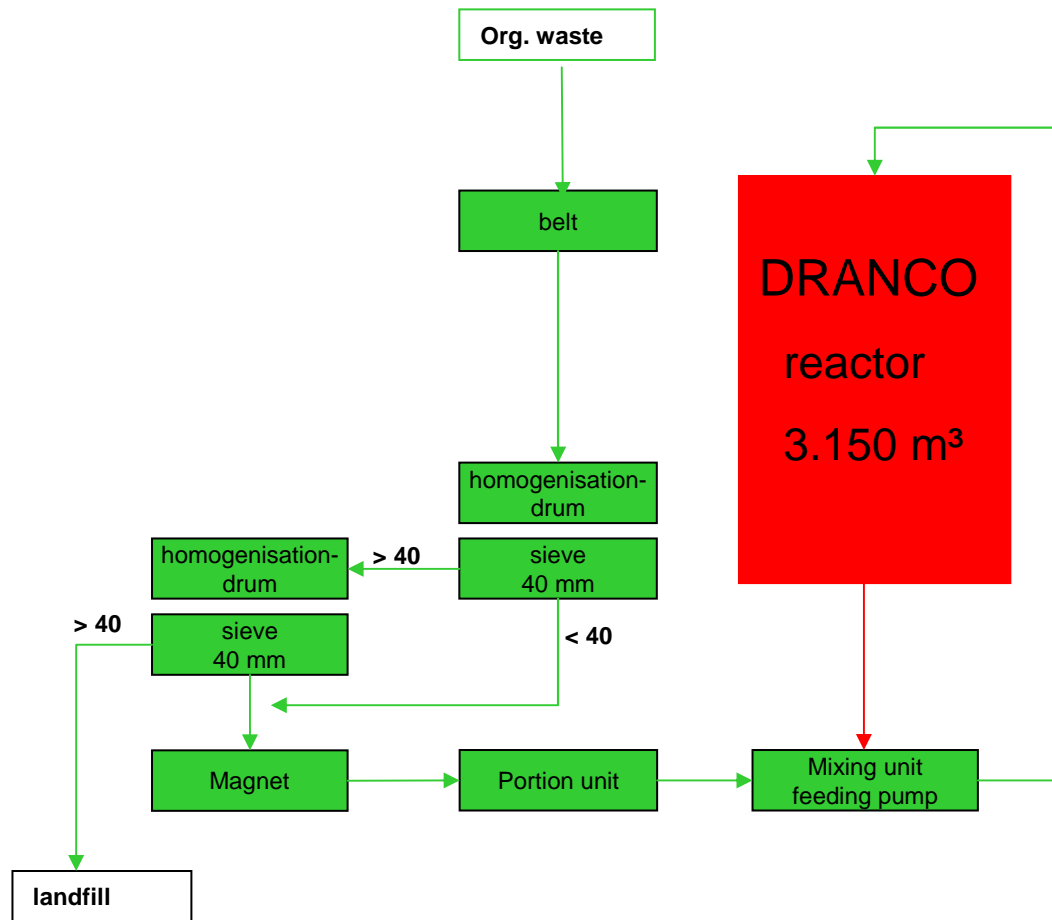 Org. waste
belt
DRANCO
reactor
3.150 m³
homogenisation-
drum
homogenisation-
drum
> 40
sieve
40 mm
> 40
sieve
40 mm
< 40
Magnet
Portion unit
Mixing unit
feeding pump
landfill